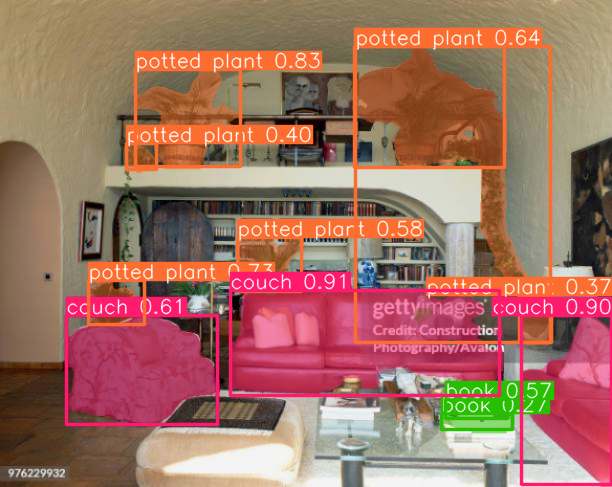 potted plant 0.64
potted plant 0.83
potted plant 0.40
potted plant 0.58
potted plant 0.73
couch 0.91
potted plant 0.37
couch 0.61
couch 0.90
gettyimages
Credit: Construction
Photography/Avalon
book 0.57
book 0.27
976229932